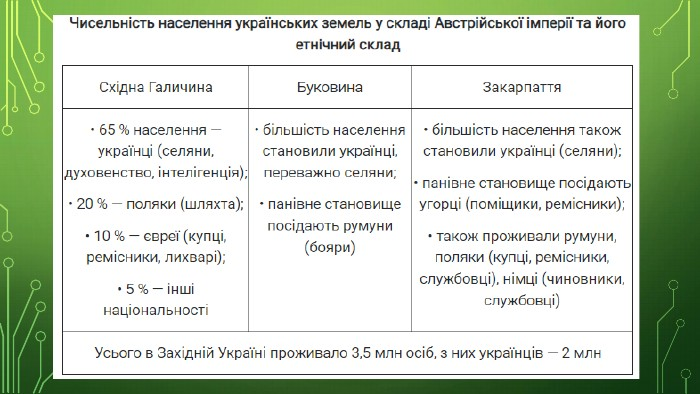 Чисельність населення українських земель у складі Австрійської імперії та його
етнічний склад
Східна Галичина
Буковина
Закарпаття
• 65 % населення —
українці (селяни,
духовенство, інтелігенція);
• 20 % — поляки (шляхта);
• 10 % — євреї (купці,
ремісники, лихварі);
• 5 % — інші
національності
• більшість населення
становили українці,
переважно селяни;
• панівне становище
посідають румуни
(бояри)
• більшість населення також
становили українці (селяни);
• панівне становище посідають
угорці (поміщики, ремісники);
• також проживали румуни,
поляки (купці, ремісники,
службовці), німці (чиновники,
службовці)
Усього в Західній Україні проживало 3,5 млн осіб, з них українців — 2 млн